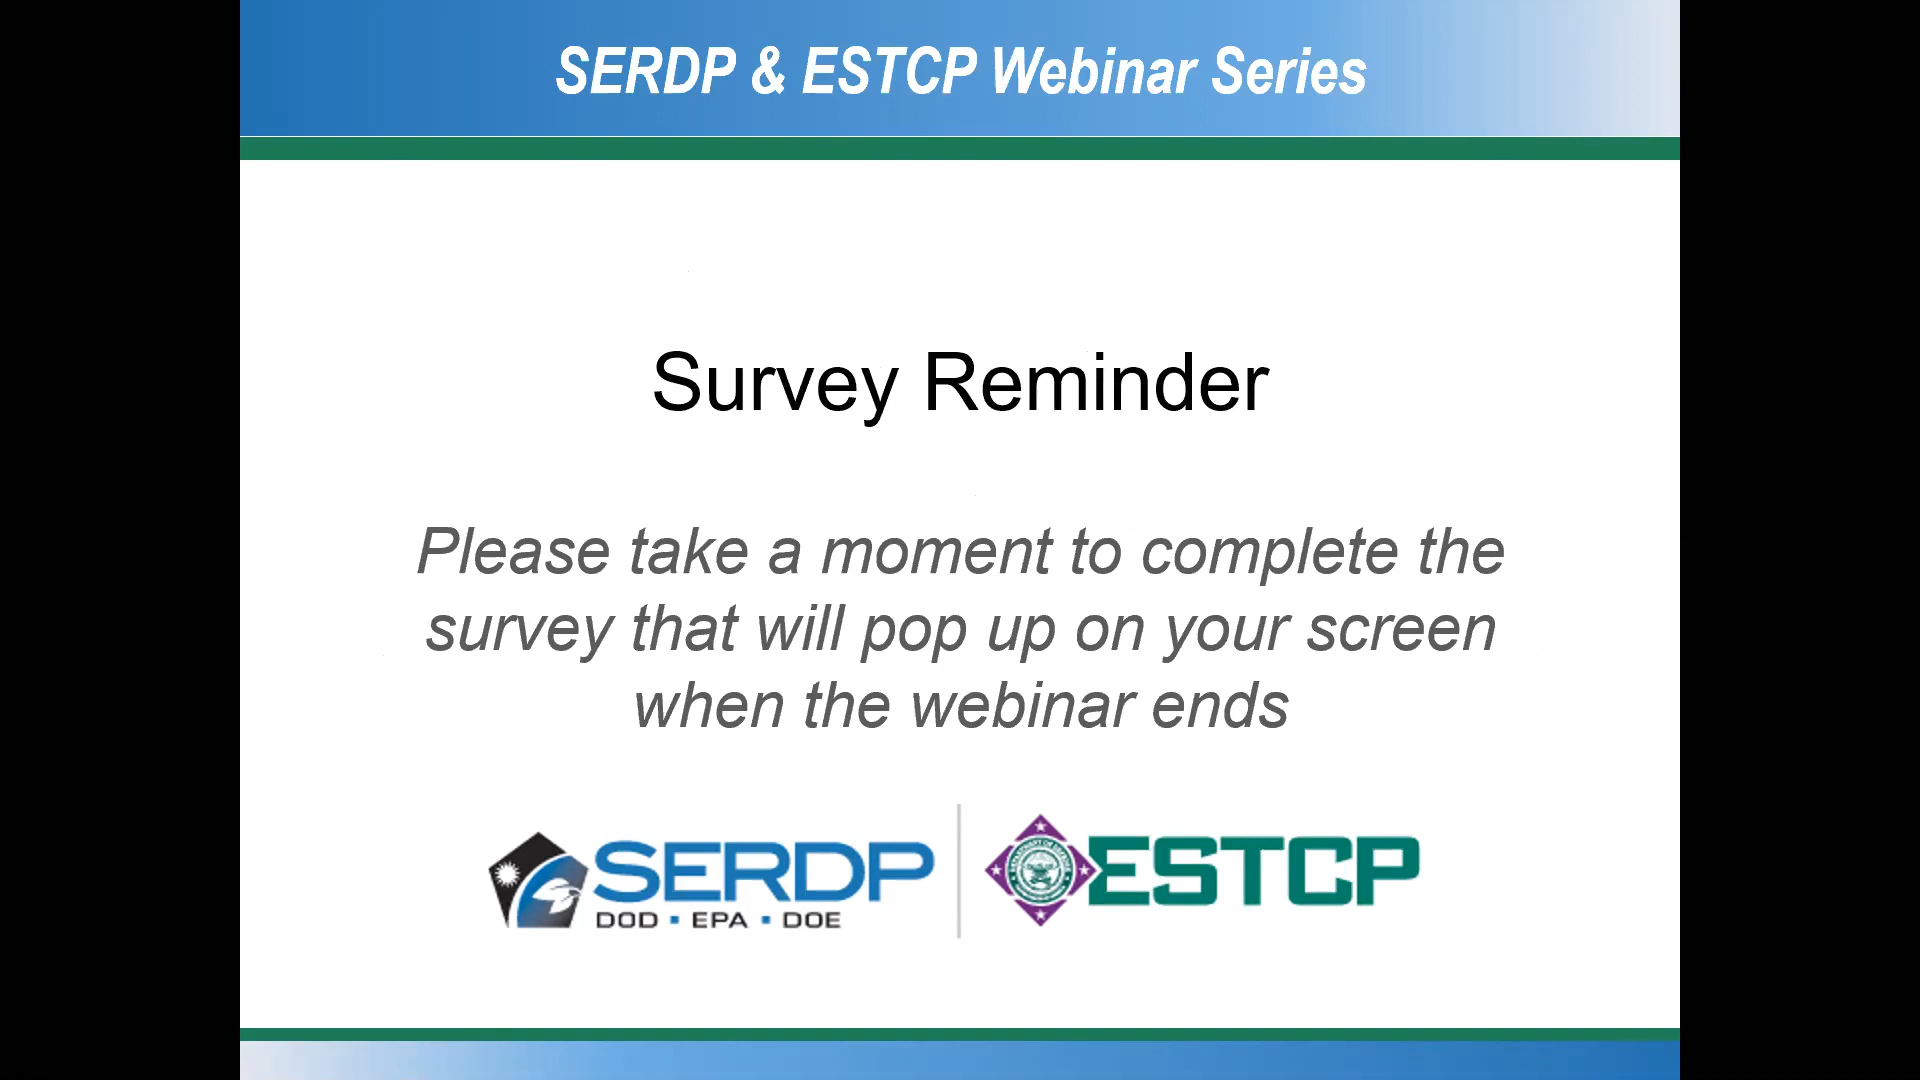 SERDP & ESTCP Webinar Series
Survey Reminder
Please take a moment to complete the
survey that will pop up on your screen
when the webinar ends
SERDP
DOD ▪ EPA ▪ DOE
ESTCP